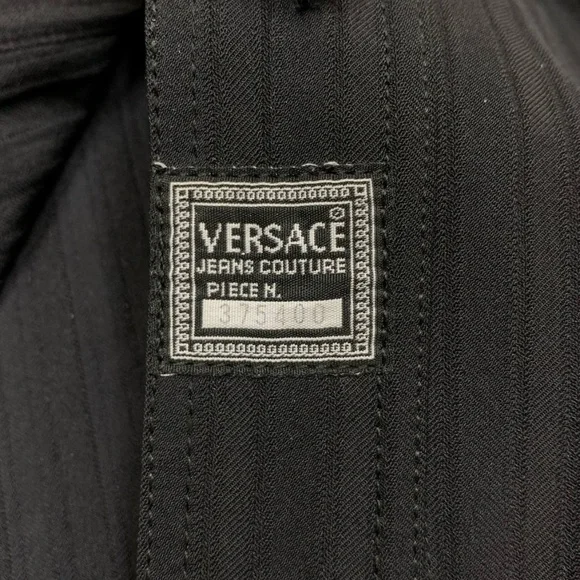 VERSACE
JEANS COUTURE
PIECE N.
375400